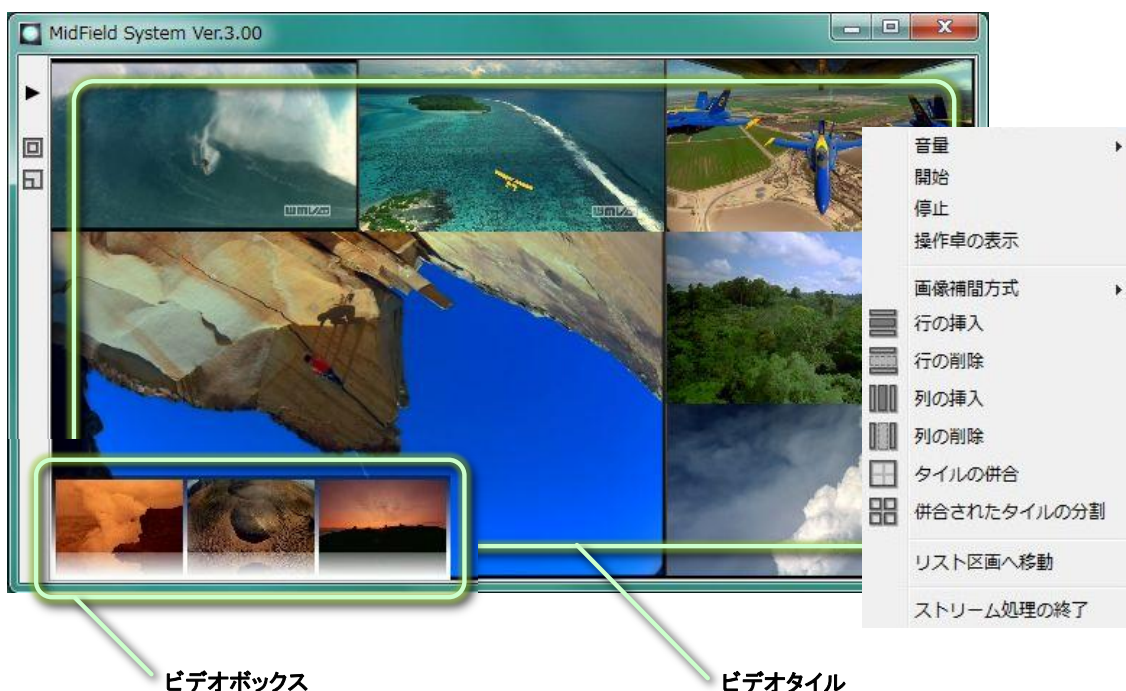 MidField System Ver.3.00
音量
開始
停止
操作卓の表示
画像補間方式
行の挿入
行の削除
列の挿入
列の削除
タイルの併合
併合されたタイルの分割
リスト区画へ移動
ストリーム処理の終了
ビデオボックス
ビデオタイル